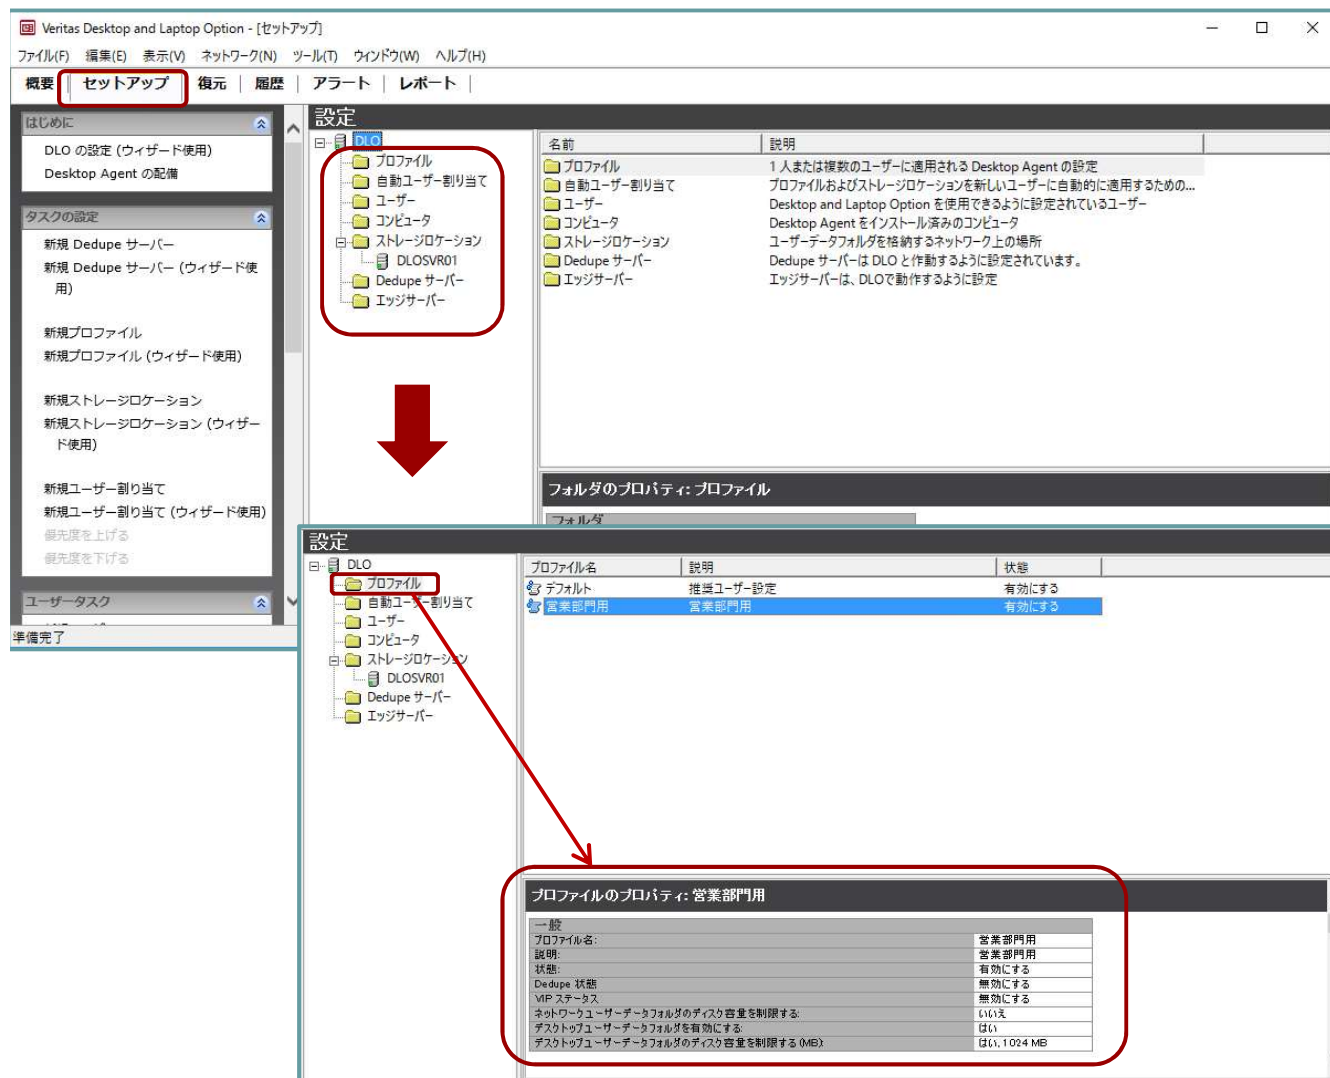 Veritas Desktop and Laptop Option - [セットアップ]
ファイル(F) 編集(E) 表示(V) ネットワーク(N) ツール(T) ウインドウ(W) ヘルプ(H)
概要 | セットアップ | 復元 | 履歴 | アラート | レポート |
はじめに
DLO の設定 (ウィザード使用)
Desktop Agent の配備
タスクの設定
新規 Dedupe サーバー
新規 Dedupe サーバー (ウィザード使
用)
新規プロファイル
新規プロファイル (ウィザード使用)
新規ストレージロケーション
新規ストレージロケーション (ウィザー
ド使用)
新規ユーザー割り当て
新規ユーザー割り当て (ウィザード使用)
優先度を上げる
優先度を下げる
ユーザータスク
準備完了
設定
DLO
プロファイル
自動ユーザー割り当て
ユーザー
コンピュータ
ストレージロケーション
DLOSVR01
Dedupe サーバー
エッジサーバー
名前 説明
プロファイル 1 人または複数のユーザーに適用される Desktop Agent の設定
自動ユーザー割り当て プロファイルおよびストレージロケーションを新しいユーザーに自動的に適用するための...
ユーザー Desktop and Laptop Option を使用できるように設定されているユーザー
コンピュータ Desktop Agent をインストール済みのコンピュータ
ストレージロケーション ユーザーデータフォルダを格納するネットワーク上の場所
Dedupe サーバー Dedupe サーバーは DLO と作動するように設定されています。
エッジサーバー エッジサーバーは、DLOで動作するように設定
フォルダのプロパティ: プロファイル
フォルダ
設定
DLO
プロファイル
自動ユーザー割り当て
ユーザー
コンピュータ
ストレージロケーション
DLOSVR01
Dedupe サーバー
エッジサーバー
プロファイル名 説明 状態
デフォルト 推奨ユーザー設定 有効にする
営業部門用 営業部門用 有効にする
プロファイルのプロパティ: 営業部門用
一般
プロファイル名: 営業部門用
説明: 営業部門用
状態: 有効にする
Dedupe 状態 無効にする
VIP ステータス 無効にする
ネットワークユーザーデータフォルダのディスク容量を制限する: いいえ
デスクトップユーザーデータフォルダを有効にする: はい
デスクトップユーザーデータフォルダのディスク容量を制限する (MB): はい, 1024 MB